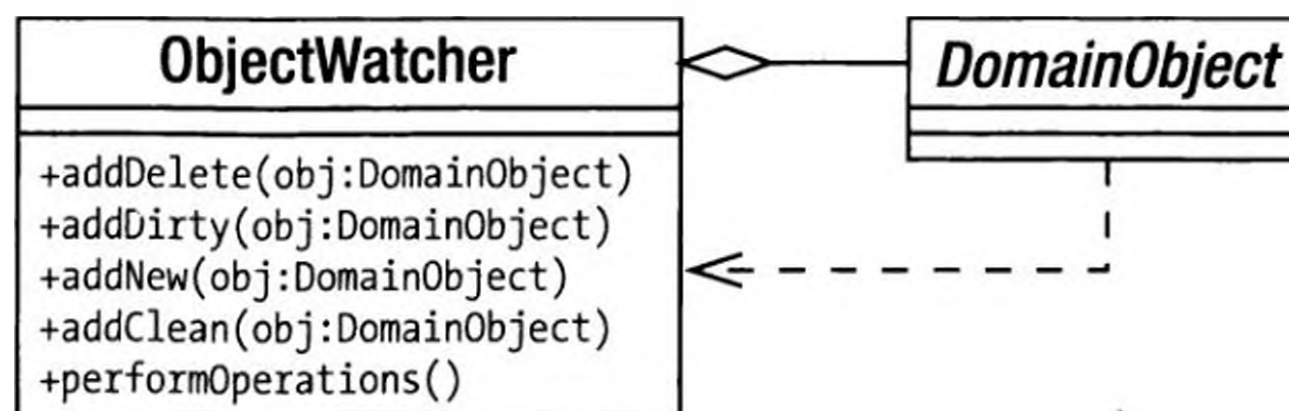 ObjectWatcher
DomainObject
+addDelete(obj:DomainObject)
+addDirty(obj:DomainObject)
+addNew(obj:DomainObject)
+addClean(obj:DomainObject)
+performOperations()